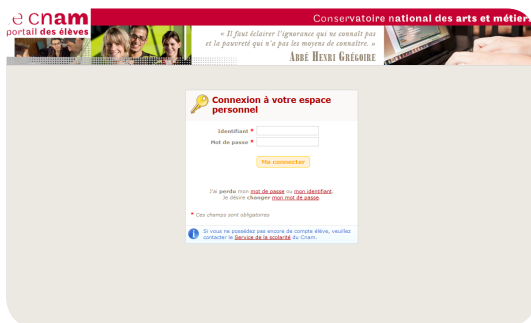 le cnam
portail des élèves
Conservatoire national des arts et métiers
« Il faut éclairer l'ignorance qui ne connaît pas
et la pauvreté qui n'a pas les moyens de connaître. »
ABBÉ HENRI GRÉGOIRE
Connexion à votre espace
personnel
Identifiant *
Mot de passe *
Me connecter
J'ai perdu mon mot de passe ou mon identifiant.
Je désire changer mon mot de passe.
* Ces champs sont obligatoires
Si vous ne possédez pas encore de compte élève, veuillez
contacter le Service de la scolarité du Cnam.